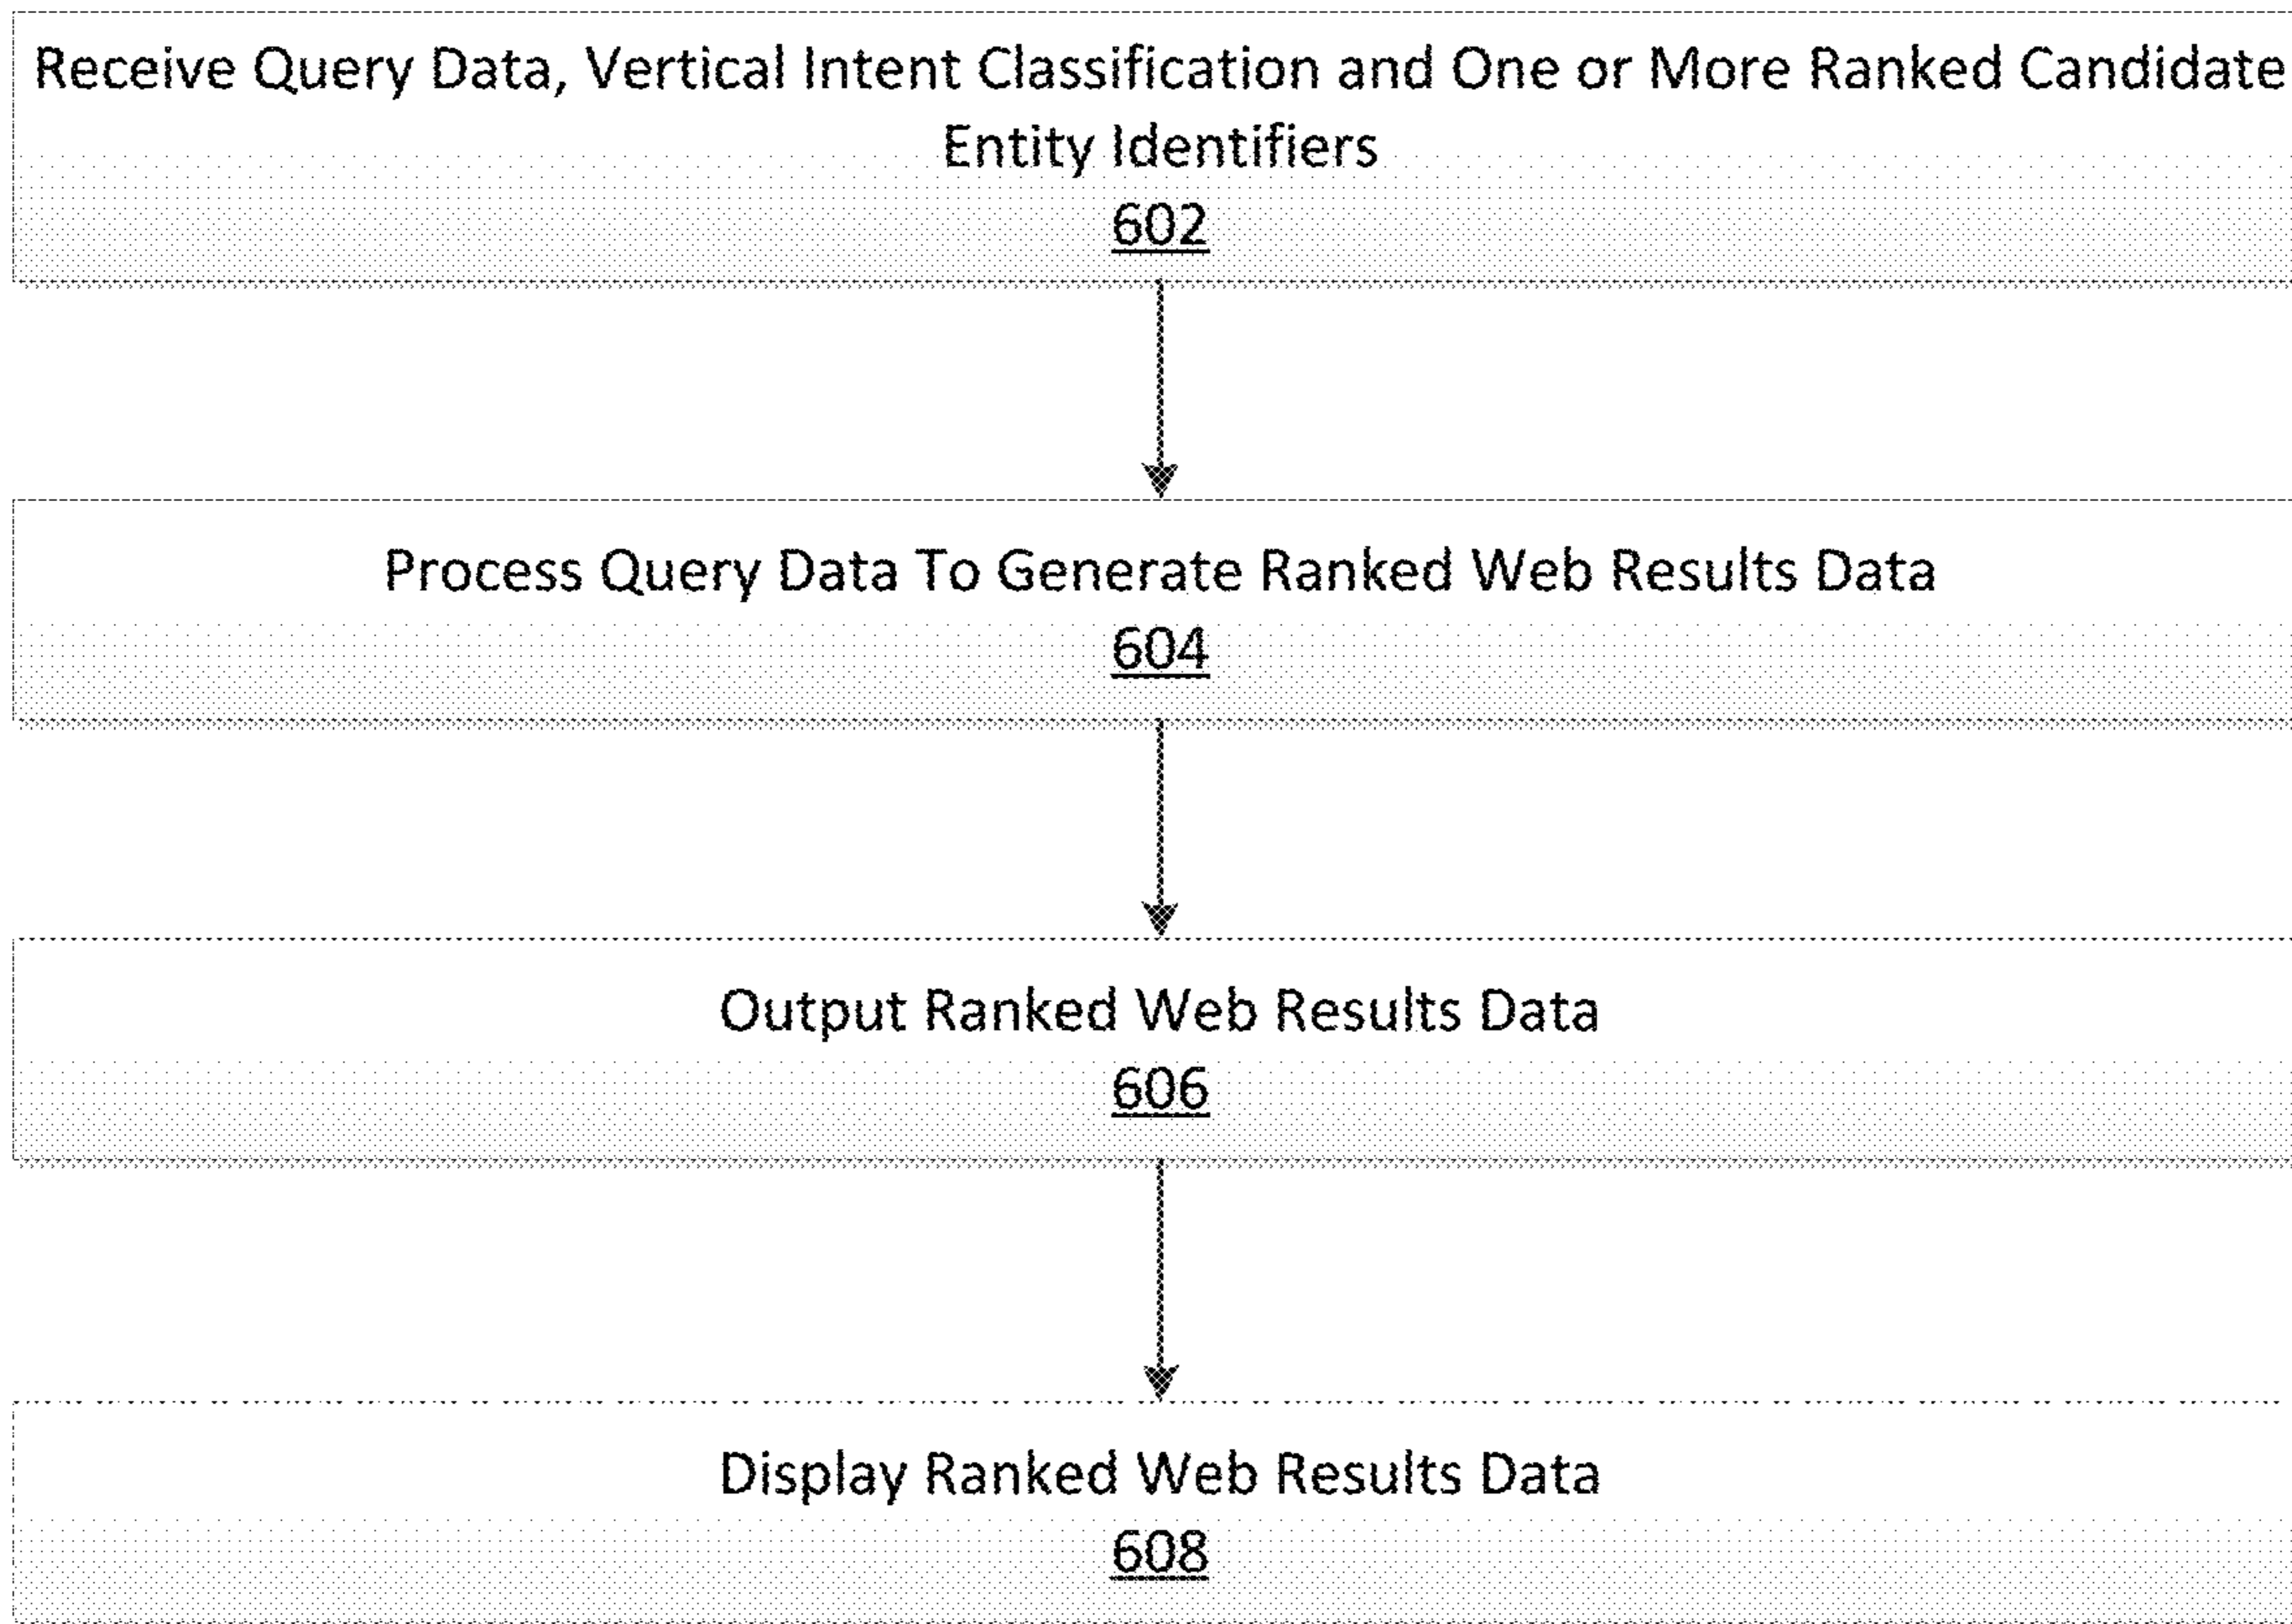 Receive Query Data, Vertical Intent Classification and One or More Ranked Candidate
Entity Identifiers
602
Process Query Data To Generate Ranked Web Results Data
604
Output Ranked Web Results Data
606
Display Ranked Web Results Data
608